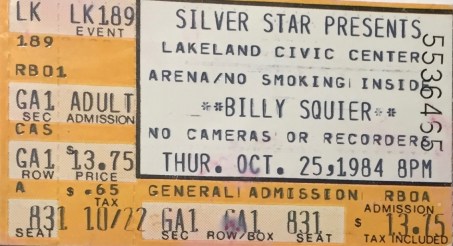 LK LK189 SILVER STAR PRESENTS
189 EVENT LAKELAND CIVIC CENTER
RB01 ARENA/NO SMOKING INSID
GA1 ADULT **BILLY SQUIER**
SEC ADMISSION
CAS NO CAMERAS OR RECORDERS
GA1 $13.75 THUR. OCT. 25,1984 8PM
ROW PRICE
A $ .65 GENERAL ADMISSION RB0A
TAX ADMISSION
831 10/22 GA1 GA1 831 $ 13.75
SEAT SEC ROW/BOX SEAT TAX INCLUDED
5536455